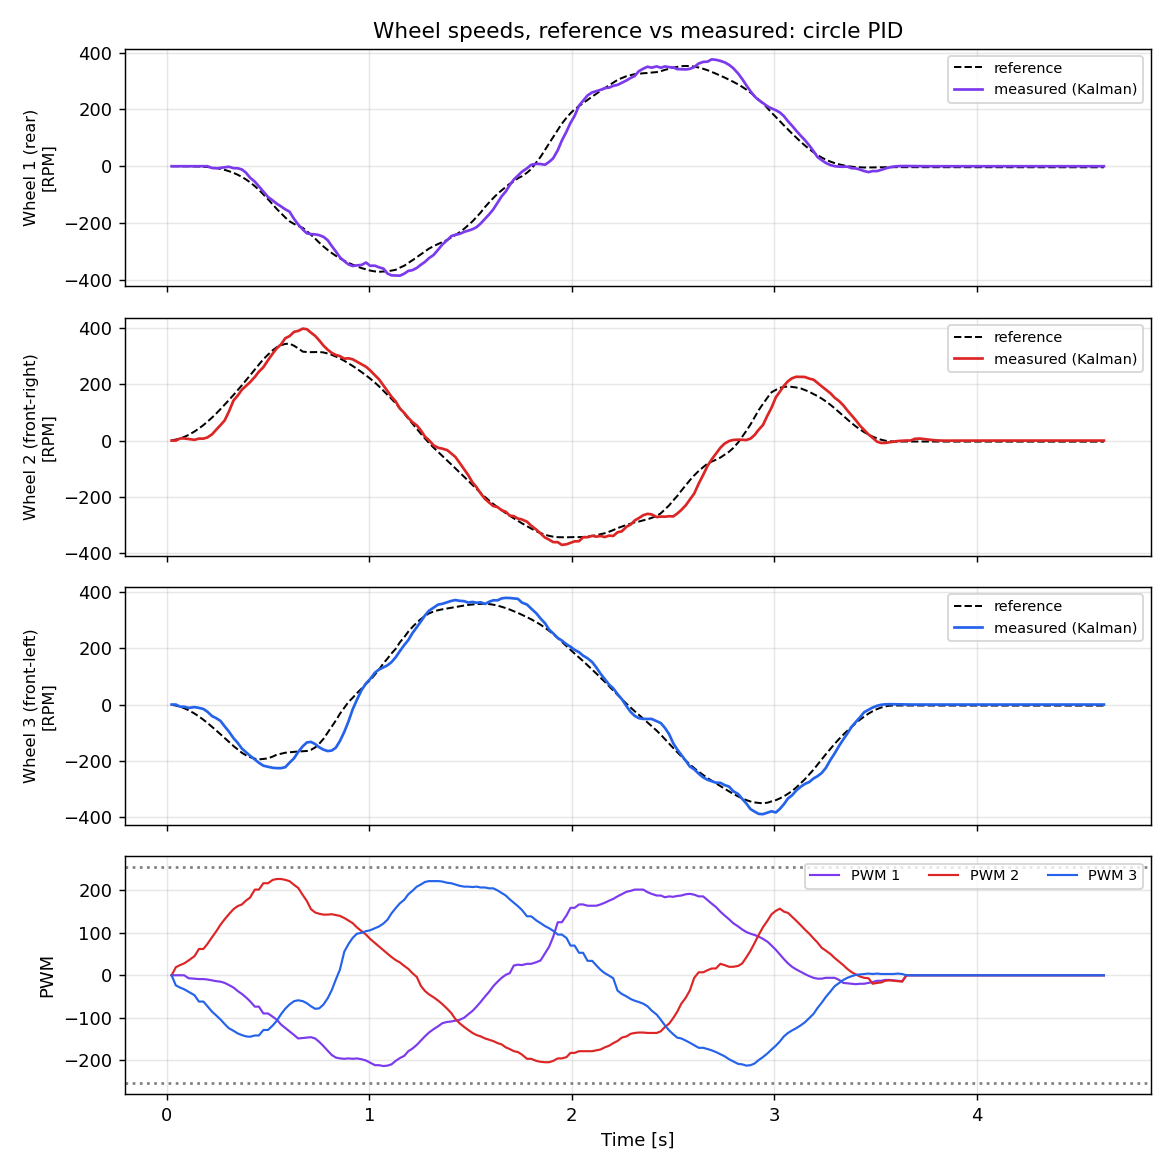 Wheel speeds, reference vs measured: circle PID
Wheel 1 (rear)
[RPM]
400
200
0
−200
−400
reference
measured (Kalman)
Wheel 2 (front-right)
[RPM]
400
200
0
−200
−400
reference
measured (Kalman)
Wheel 3 (front-left)
[RPM]
400
200
0
−200
−400
reference
measured (Kalman)
PWM
200
100
0
−100
−200
PWM 1 PWM 2 PWM 3
0 1 2 3 4
Time [s]